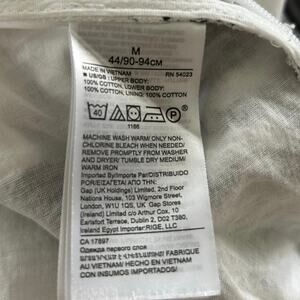 M
44/90-94CM
MADE IN VIETNAM RN 54023
US/GB: UPPER BODY:
100% COTTON, LOWER BODY:
100% COTTON, LINING: 100% COTTON
40 P
1166
MACHINE WASH WARM/ ONLY NON-
CHLORINE BLEACH WHEN NEEDED/
REMOVE PROMPTLY FROM WASHER
AND DRYER/ TUMBLE DRY MEDIUM/
WARM IRON
Imported By/Importe Par/DISTRIBUIDO
POR/EIZAГETAI AΠO THN:
Gap (UK Holdings) Limited, 2nd Floor
Nations House, 103 Wigmore Street,
London, W1U 1QS, UK Gap Stores
(Ireland) Limited c/o Arthur Cox, 10
Earlsfort Terrace, Dublin 2, D02 T380,
Ireland Egypt Importer:RIGE, LLC
CA 17897
Одежда первого слоя
AU VIETNAM/ HECHO EN VIETNAM
CON INSUMOS IMPORTADOS/